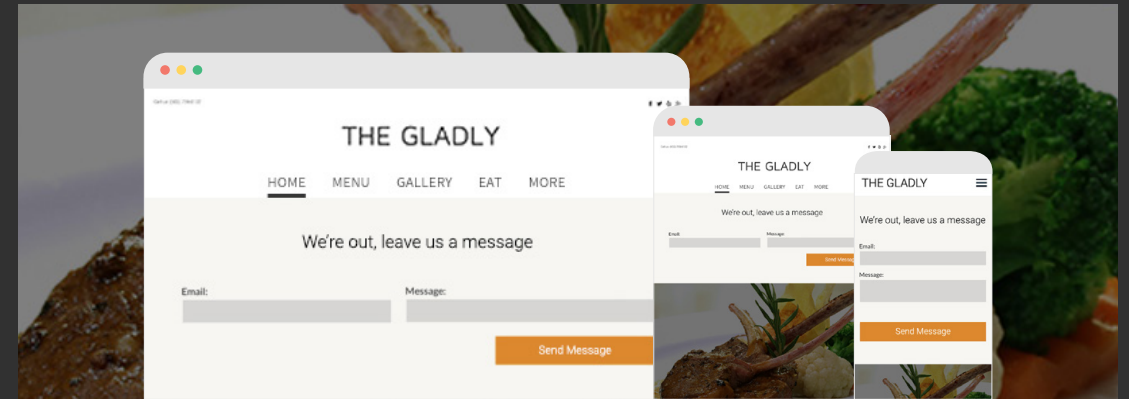 THE GLADLY
HOME MENU GALLERY EAT MORE
We're out, leave us a message
Email: Message:
Send Message
THE GLADLY
HOME MENU GALLERY EAT MORE
We're out, leave us a message
Email: Message:
Send Message
THE GLADLY
We're out, leave us a message
Email:
Message:
Send Message